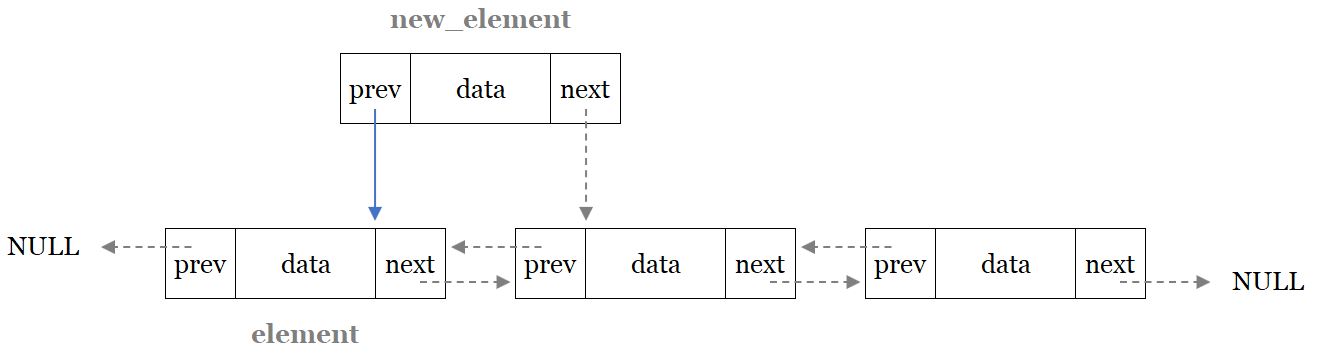 new_element
prev data next
NULL prev data next prev data next prev data next NULL
element